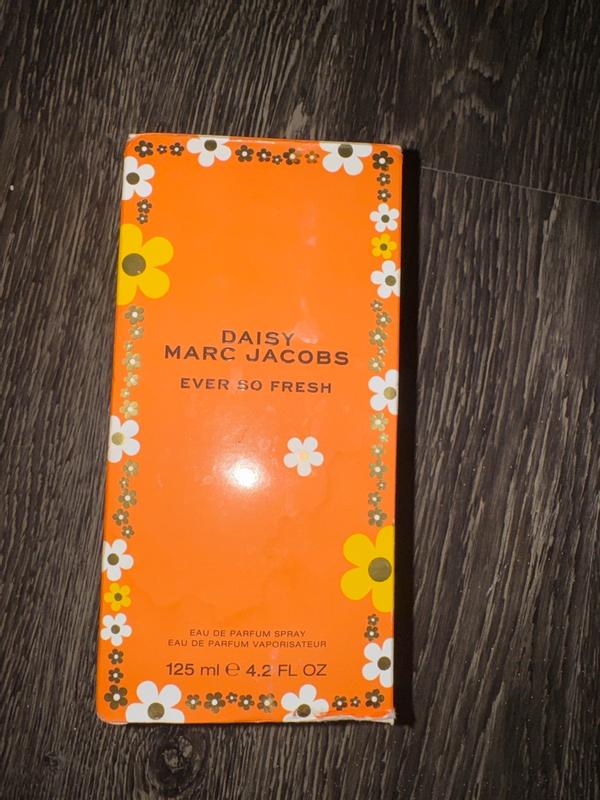 DAISY
MARC JACOBS
EVER SO FRESH
EAU DE PARFUM SPRAY
EAU DE PARFUM VAPORISATEUR
125 ml ℮ 4.2 FL OZ